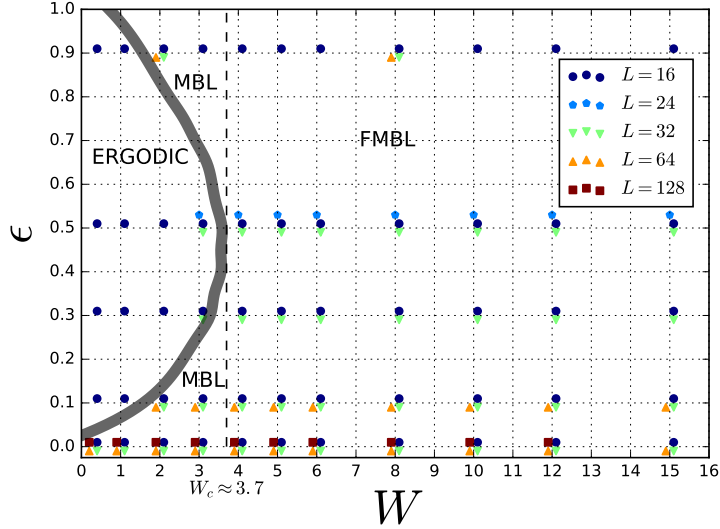 1.0
0.9
0.8
0.7
0.6
0.5
0.4
0.3
0.2
0.1
0.0
ϵ
MBL
ERGODIC
FMBL
MBL
L = 16
L = 24
L = 32
L = 64
L = 128
0 1 2 3 4 5 6 7 8 9 10 11 12 13 14 15 16
W_c ≈ 3.7
W